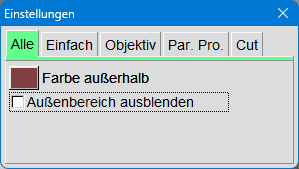 Einstellungen
Alle Einfach Objektiv Par. Pro. Cut
Farbe außerhalb
Außenbereich ausblenden